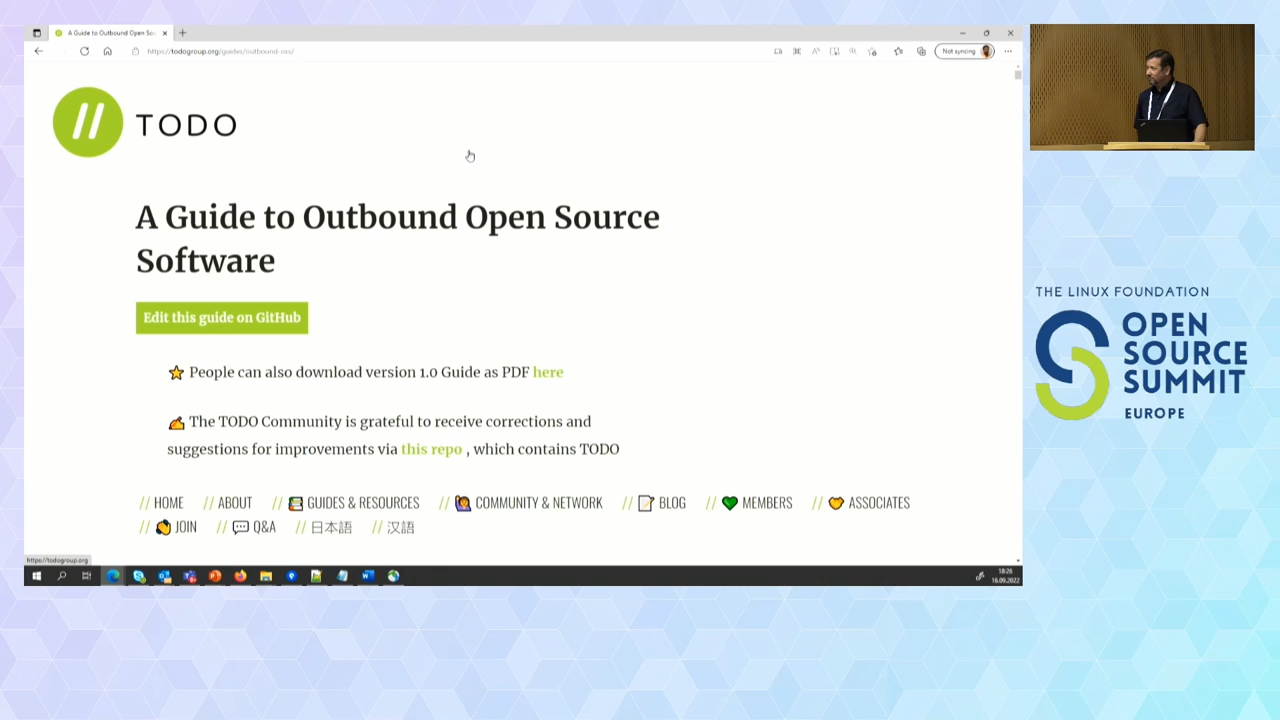 A Guide to Outbound Open Sou
https://todogroup.org/guides/outbound-oss/
Not syncing
// TODO
A Guide to Outbound Open Source
Software
Edit this guide on GitHub
People can also download version 1.0 Guide as PDF here
The TODO Community is grateful to receive corrections and
suggestions for improvements via this repo , which contains TODO
// HOME // ABOUT // GUIDES & RESOURCES // COMMUNITY & NETWORK // BLOG // MEMBERS // ASSOCIATES
// JOIN // Q&A // 日本語 // 汉语
https://todogroup.org
18:26
16.09.2022
THE LINUX FOUNDATION
OPEN
SOURCE
SUMMIT
EUROPE